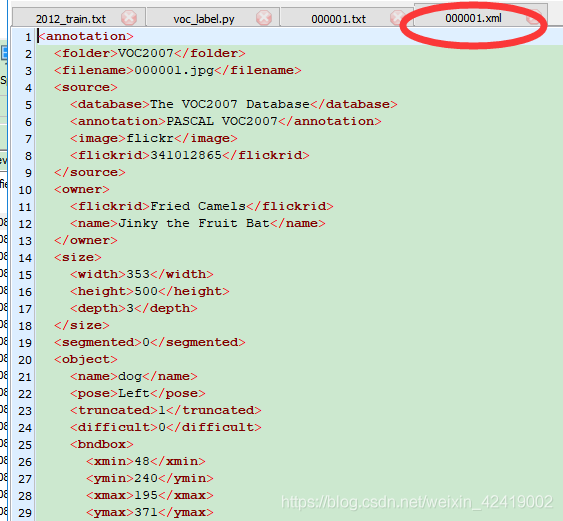 2012_train.txt voc_label.py 000001.txt 000001.xml
1 <annotation>
2 <folder>VOC2007</folder>
3 <filename>000001.jpg</filename>
4 <source>
5 <database>The VOC2007 Database</database>
6 <annotation>PASCAL VOC2007</annotation>
7 <image>flickr</image>
8 <flickrid>341012865</flickrid>
9 </source>
10 <owner>
11 <flickrid>Fried Camels</flickrid>
12 <name>Jinky the Fruit Bat</name>
13 </owner>
14 <size>
15 <width>353</width>
16 <height>500</height>
17 <depth>3</depth>
18 </size>
19 <segmented>0</segmented>
20 <object>
21 <name>dog</name>
22 <pose>Left</pose>
23 <truncated>1</truncated>
24 <difficult>0</difficult>
25 <bndbox>
26 <xmin>48</xmin>
27 <ymin>240</ymin>
28 <xmax>195</xmax>
29 <ymax>371</ymax>
https://blog.csdn.net/weixin_42419002